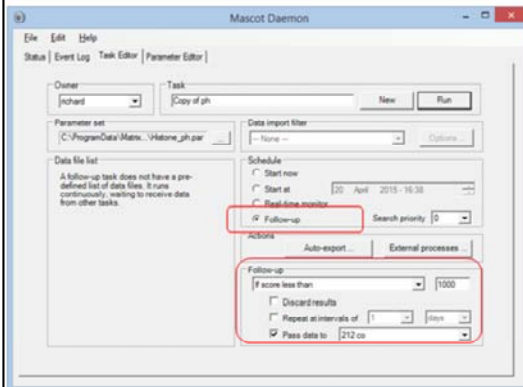 Mascot Daemon
File Edit Help
Status Event Log Task Editor Parameter Editor
Owner
richard
Task
Copy of ph
New
Run
Parameter set
C:\ProgramData\Matrix...\Histone_ph.par
...
Data import filter
-- None --
Options...
Data file list
A follow-up task does not have a pre-
defined list of data files. It runs
continuously, waiting to receive data
from other tasks.
Schedule
Start now
Start at
20 April 2015 - 16:38
Real-time monitor
Follow-up
Search priority 0
Actions
Auto-export...
External processes ...
Follow-up
If score less than
1000
Discard results
Repeat at intervals of 1 days
Pass data to 212 co